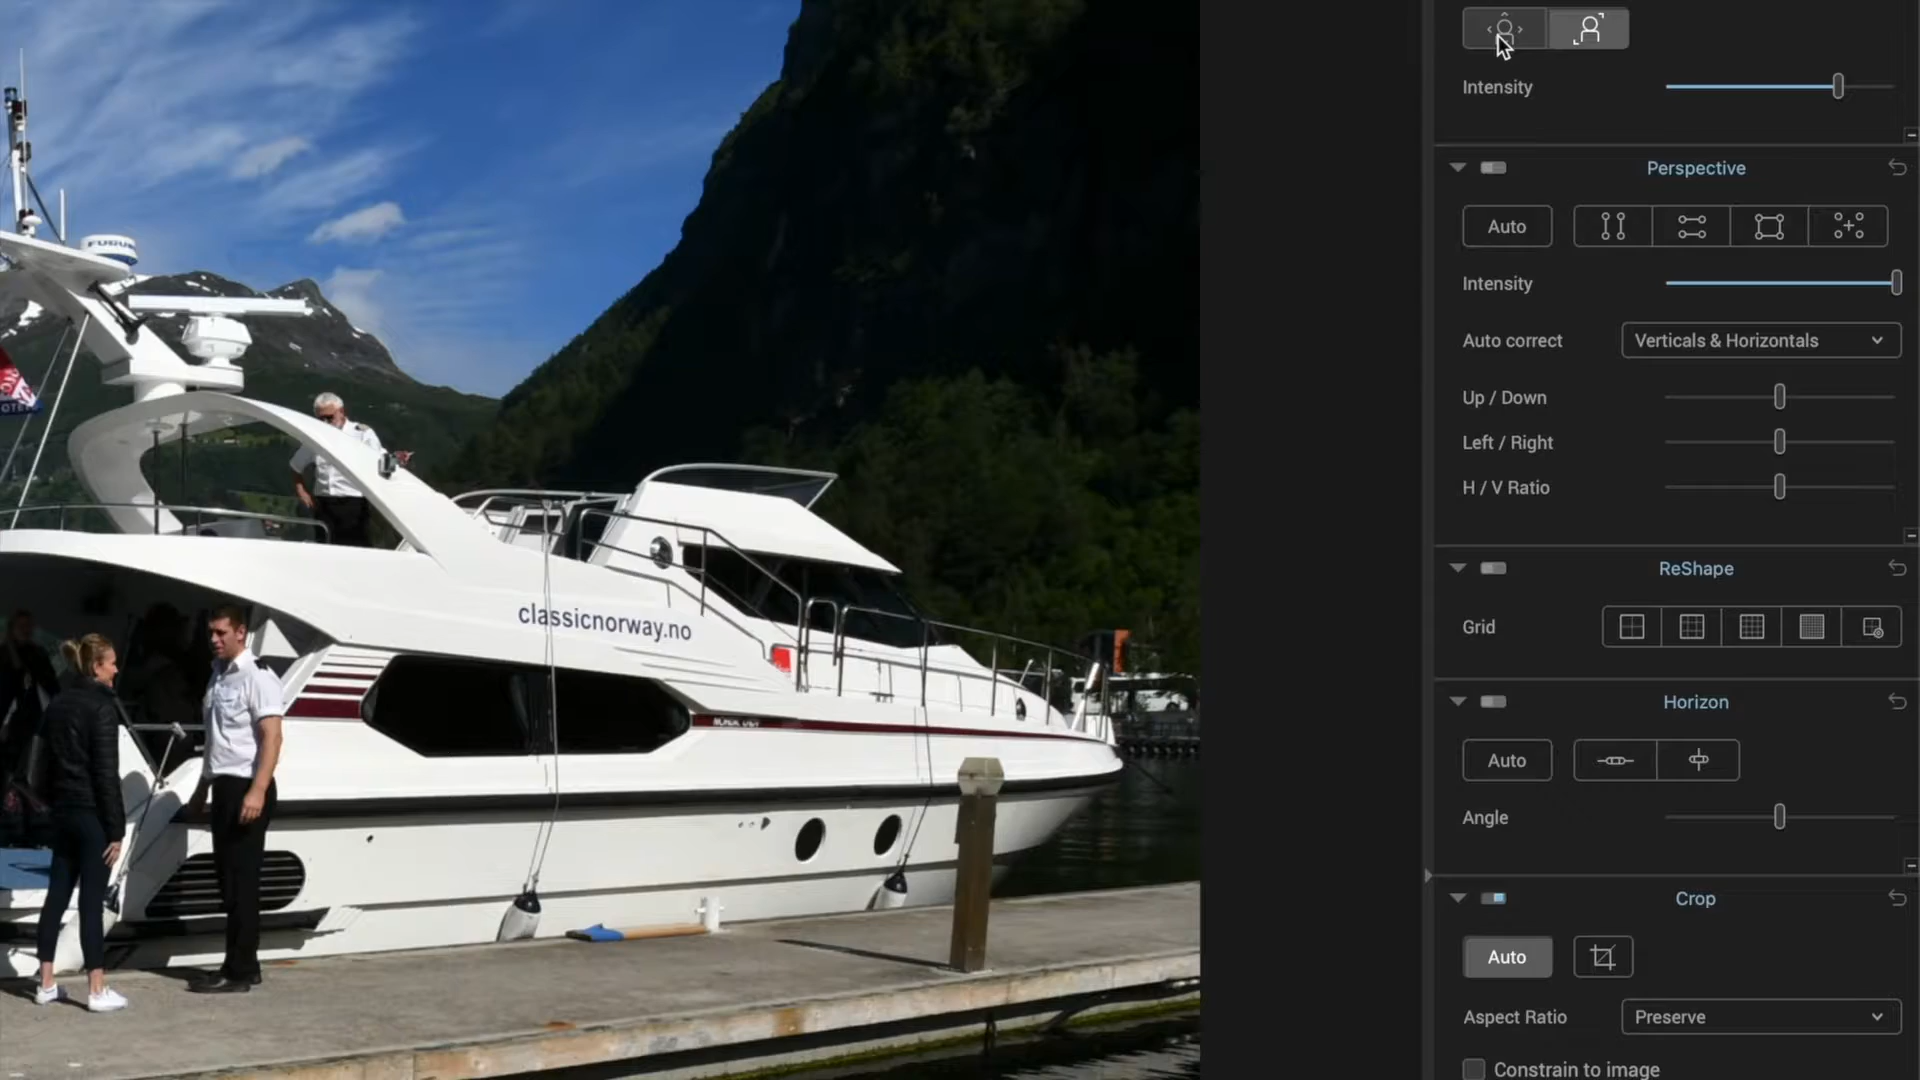 Intensity
Perspective
Auto
Intensity
Auto correct
Verticals & Horizontals
Up / Down
Left / Right
H / V Ratio
ReShape
Grid
Horizon
Auto
Angle
Crop
Auto
Aspect Ratio
Preserve
Constrain to image
classicnorway.no